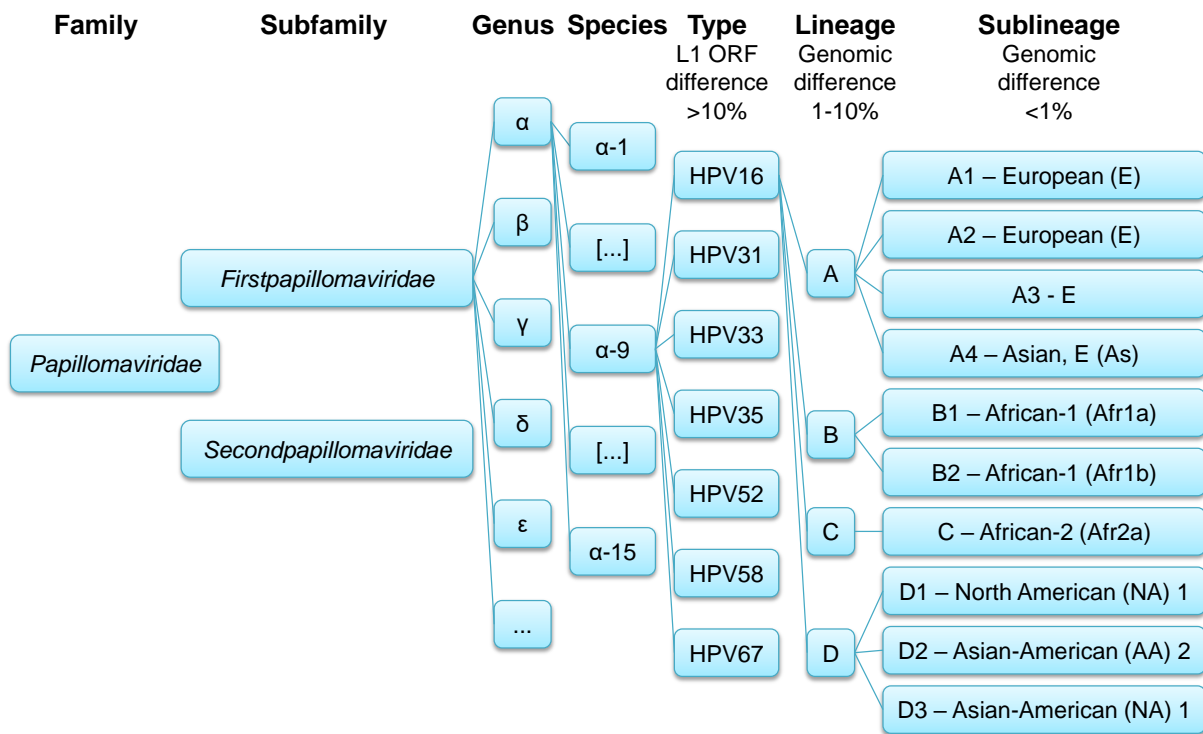 Family
Subfamily
Genus
Species
Type
L1 ORF
difference
>10%
Lineage
Genomic
difference
1-10%
Sublineage
Genomic
difference
<1%
Papillomaviridae
Firstpapillomaviridae
Secondpapillomaviridae
α
β
γ
δ
ε
...
α-1
[...]
α-9
[...]
α-15
HPV16
HPV31
HPV33
HPV35
HPV52
HPV58
HPV67
A
B
C
D
A1 – European (E)
A2 – European (E)
A3 - E
A4 – Asian, E (As)
B1 – African-1 (Afr1a)
B2 – African-1 (Afr1b)
C – African-2 (Afr2a)
D1 – North American (NA) 1
D2 – Asian-American (AA) 2
D3 – Asian-American (NA) 1